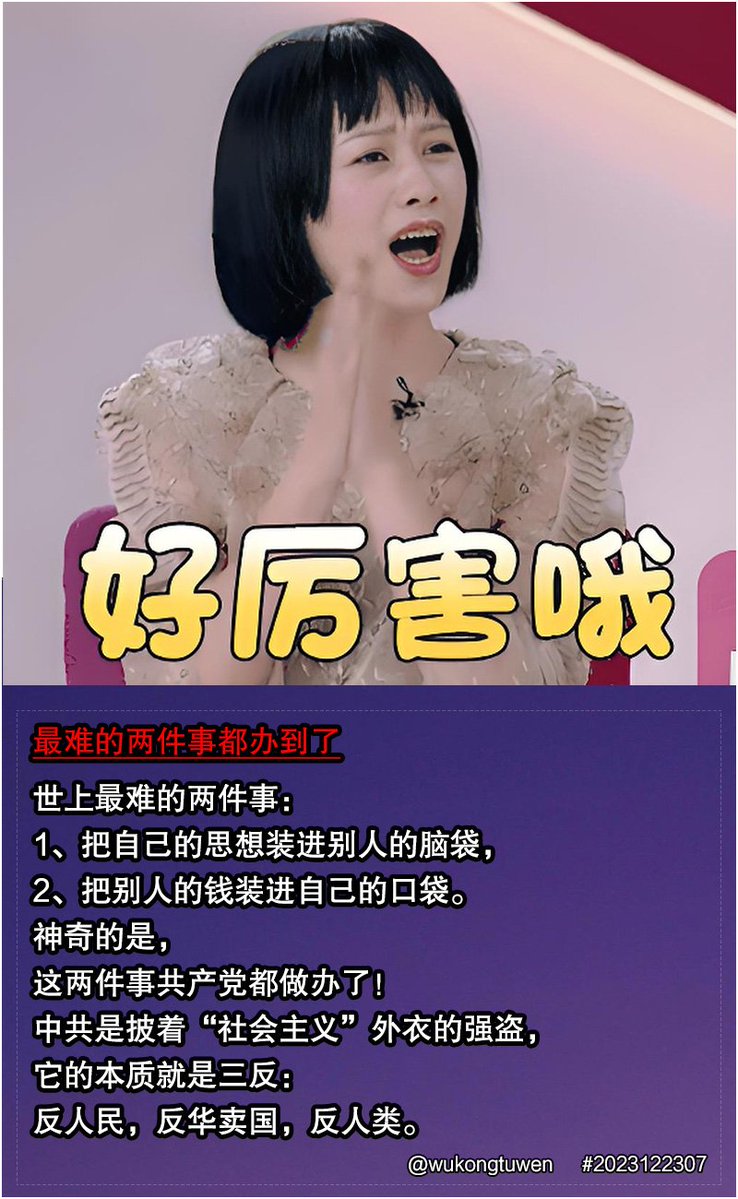 好厉害哦
最难的两件事都办到了
世上最难的两件事：
1、把自己的思想装进别人的脑袋，
2、把别人的钱装进自己的口袋。
神奇的是，
这两件事共产党都做办了！
中共是披着“社会主义”外衣的强盗，
它的本质就是三反：
反人民，反华卖国，反人类。
@wukongtuwen #2023122307